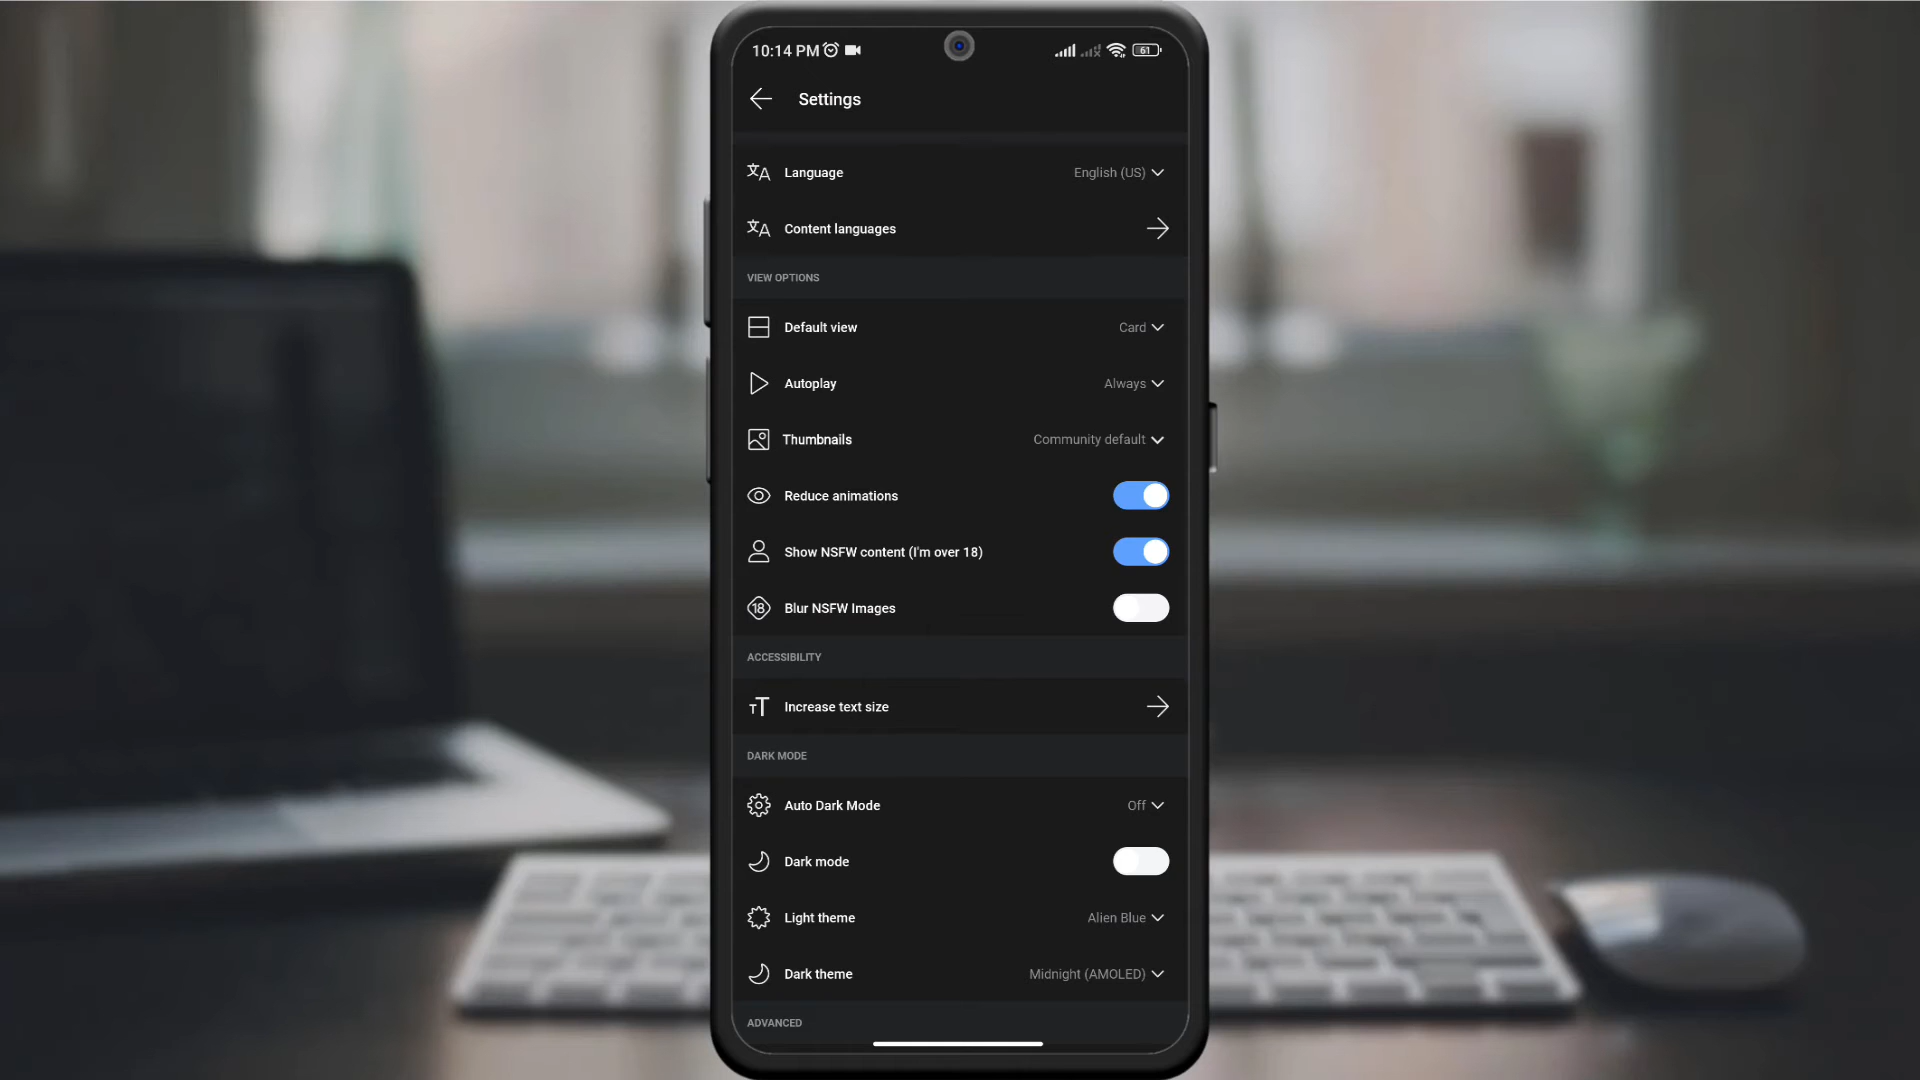 10:14 PM 61
Settings
Language English (US)
Content languages
VIEW OPTIONS
Default view Card
Autoplay Always
Thumbnails Community default
Reduce animations
Show NSFW content (I'm over 18)
18 Blur NSFW Images
ACCESSIBILITY
Increase text size
DARK MODE
Auto Dark Mode Off
Dark mode
Light theme Alien Blue
Dark theme Midnight (AMOLED)
ADVANCED